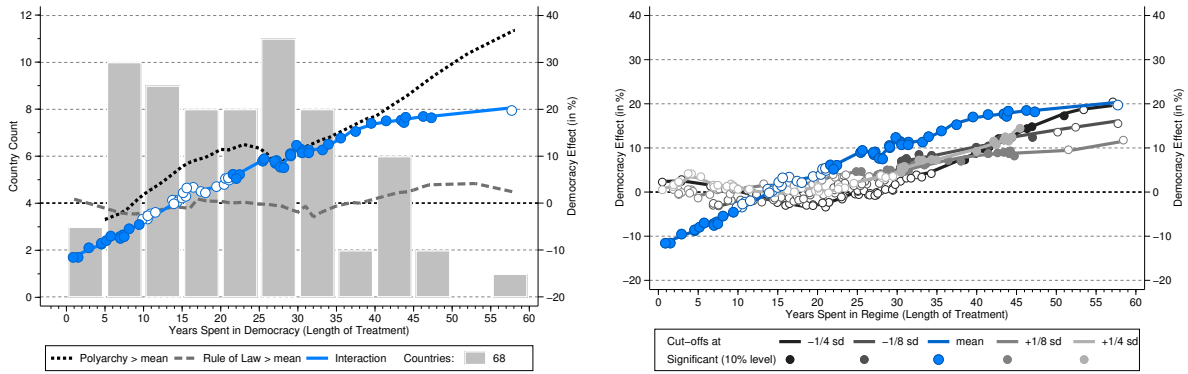 12
10
8
6
4
2
0
Country Count
40
30
20
10
0
−10
−20
Democracy Effect (in %)
0 5 10 15 20 25 30 35 40 45 50 55 60
Years Spent in Democracy (Length of Treatment)
Polyarchy > mean Rule of Law > mean Interaction Countries: 68
40
30
20
10
0
−10
−20
Democracy Effect (in %)
40
30
20
10
0
−10
−20
Democracy Effect (in %)
0 5 10 15 20 25 30 35 40 45 50 55 60
Years Spent in Regime (Length of Treatment)
Cut−offs at −1/4 sd −1/8 sd mean +1/8 sd +1/4 sd
Significant (10% level)